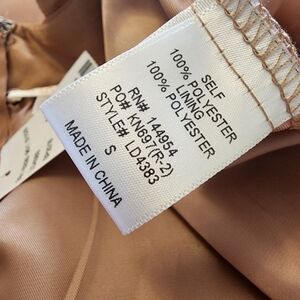 SELF
100% POLYESTER
LINING
100% POLYESTER
RN# 144954
PO# KN697(R-2)
STYLE# LD4383
S
MADE IN CHINA